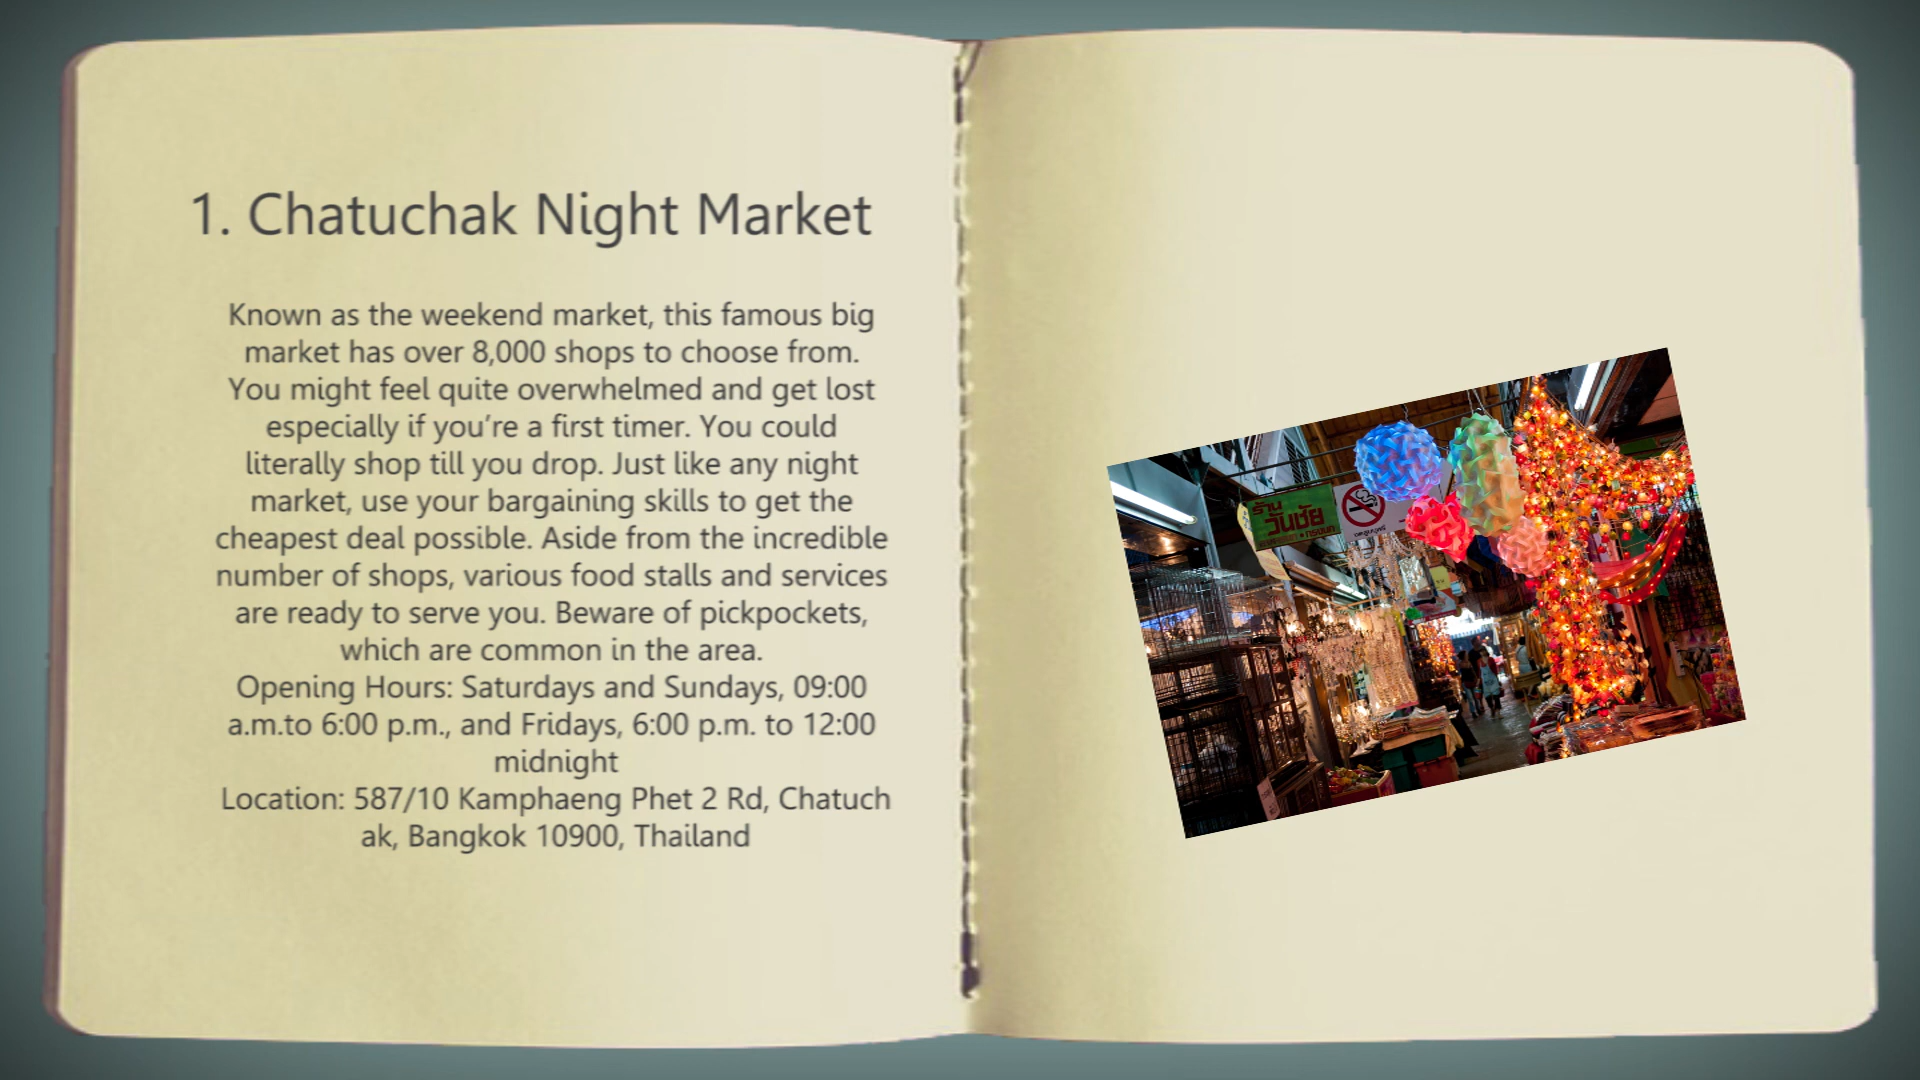 1. Chatuchak Night Market
Known as the weekend market, this famous big
market has over 8,000 shops to choose from.
You might feel quite overwhelmed and get lost
especially if you’re a first timer. You could
literally shop till you drop. Just like any night
market, use your bargaining skills to get the
cheapest deal possible. Aside from the incredible
number of shops, various food stalls and services
are ready to serve you. Beware of pickpockets,
which are common in the area.
Opening Hours: Saturdays and Sundays, 09:00
a.m.to 6:00 p.m., and Fridays, 6:00 p.m. to 12:00
midnight
Location: 587/10 Kamphaeng Phet 2 Rd, Chatuch
ak, Bangkok 10900, Thailand
ร้าน
วันชัย